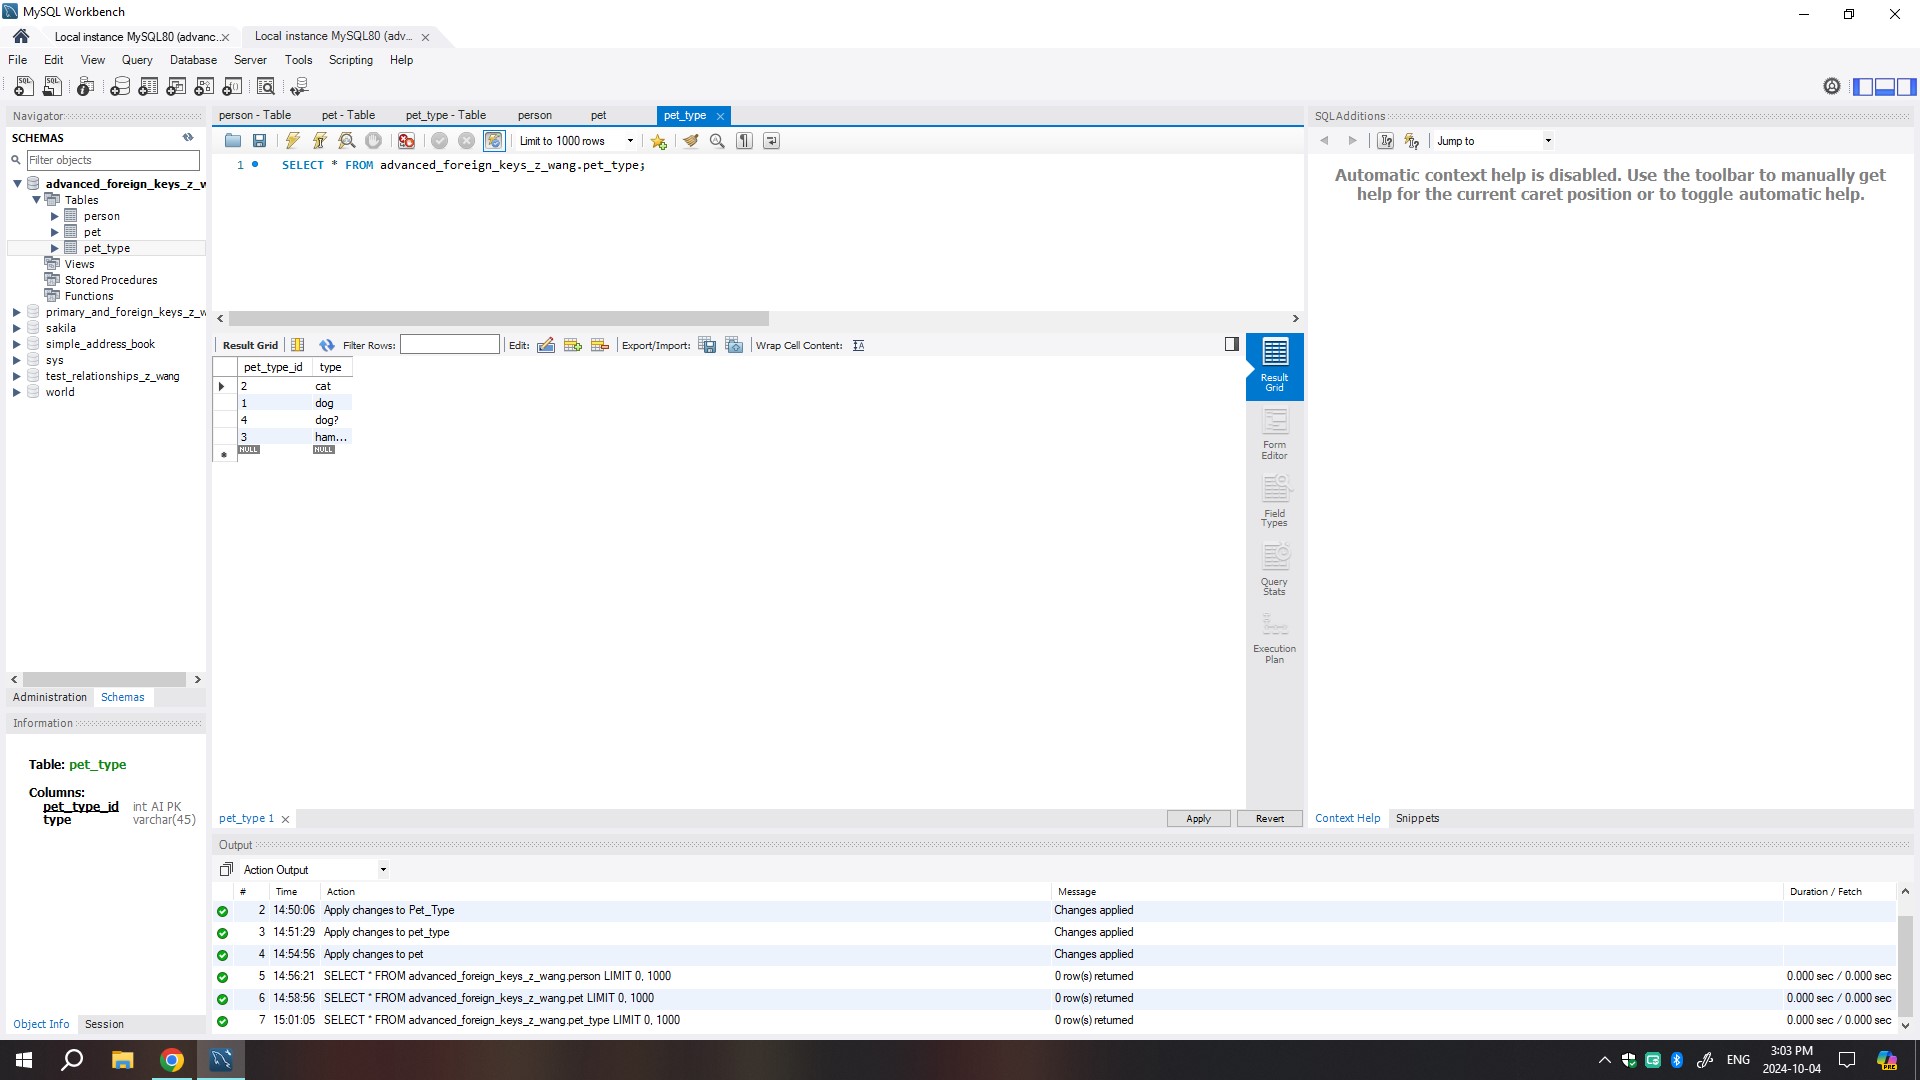 MySQL Workbench
Local instance MySQL80 (advanc...
Local instance MySQL80 (adv...
File Edit View Query Database Server Tools Scripting Help
Navigator
SCHEMAS
Filter objects
advanced_foreign_keys_z_w
Tables
person
pet
pet_type
Views
Stored Procedures
Functions
primary_and_foreign_keys_z_w
sakila
simple_address_book
sys
test_relationships_z_wang
world
Administration Schemas
Information
Table: pet_type
Columns:
pet_type_id int AI PK
type varchar(45)
Object Info Session
person - Table pet - Table pet_type - Table person pet pet_type
Limit to 1000 rows
1 SELECT * FROM advanced_foreign_keys_z_wang.pet_type;
Result Grid Filter Rows: Edit: Export/Import: Wrap Cell Content:
pet_type_id type
2 cat
1 dog
4 dog?
3 ham...
NULL NULL
Result Grid
Form Editor
Field Types
Query Stats
Execution Plan
pet_type 1
Apply Revert
SQLAdditions
Jump to
Automatic context help is disabled. Use the toolbar to manually get
help for the current caret position or to toggle automatic help.
Context Help Snippets
Output
Action Output
# Time Action Message Duration / Fetch
2 14:50:06 Apply changes to Pet_Type Changes applied
3 14:51:29 Apply changes to pet_type Changes applied
4 14:54:56 Apply changes to pet Changes applied
5 14:56:21 SELECT * FROM advanced_foreign_keys_z_wang.person LIMIT 0, 1000 0 row(s) returned 0.000 sec / 0.000 sec
6 14:58:56 SELECT * FROM advanced_foreign_keys_z_wang.pet LIMIT 0, 1000 0 row(s) returned 0.000 sec / 0.000 sec
7 15:01:05 SELECT * FROM advanced_foreign_keys_z_wang.pet_type LIMIT 0, 1000 0 row(s) returned 0.000 sec / 0.000 sec
ENG
3:03 PM
2024-10-04